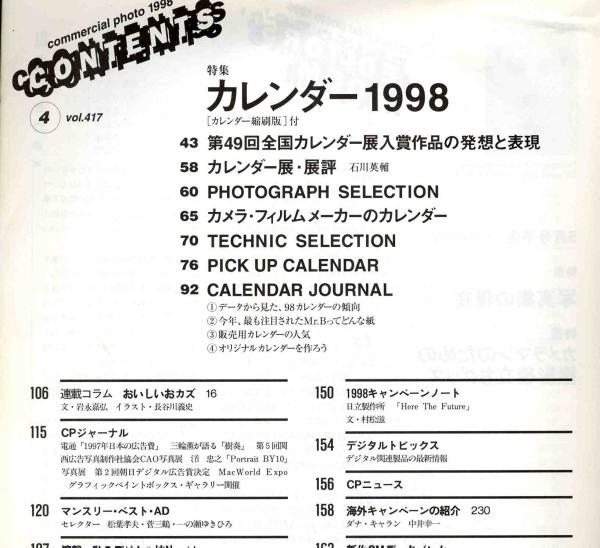 commercial photo 1998
CONTENTS
4 vol.417
特集
カレンダー1998
[カレンダー縮刷版]付
43 第49回全国カレンダー展入賞作品の発想と表現
58 カレンダー展・展評 石川英輔
60 PHOTOGRAPH SELECTION
65 カメラ・フィルムメーカーのカレンダー
70 TECHNIC SELECTION
76 PICK UP CALENDAR
92 CALENDAR JOURNAL
①データから見た、98カレンダーの傾向
②今年、最も注目されたMr.Bってどんな紙
③販売用カレンダーの人気
④オリジナルカレンダーを作ろう
106 連載コラム おいしいおカズ 16
文・岩永嘉弘 イラスト・長谷川義史
115 CPジャーナル
電通「1997年日本の広告費」 三輪薫が語る「樹奏」 第5回関
西広告写真制作社協会CAO写真展 洋 忠之「Portrait BY10」
写真展 第2回朝日デジタル広告賞決定 MacWorld Expo
グラフィックペイントボックス・ギャラリー開催
120 マンスリー・ベスト・AD
セレクター 松葉孝夫・菅三鶴・一の瀬ゆきひろ
150 1998キャンペーンノート
日立製作所 「Here The Future」
文・村松滋
154 デジタルトピックス
デジタル関連製品の最新情報
156 CPニュース
158 海外キャンペーンの紹介 230
ダナ・キャラン 中井幸一